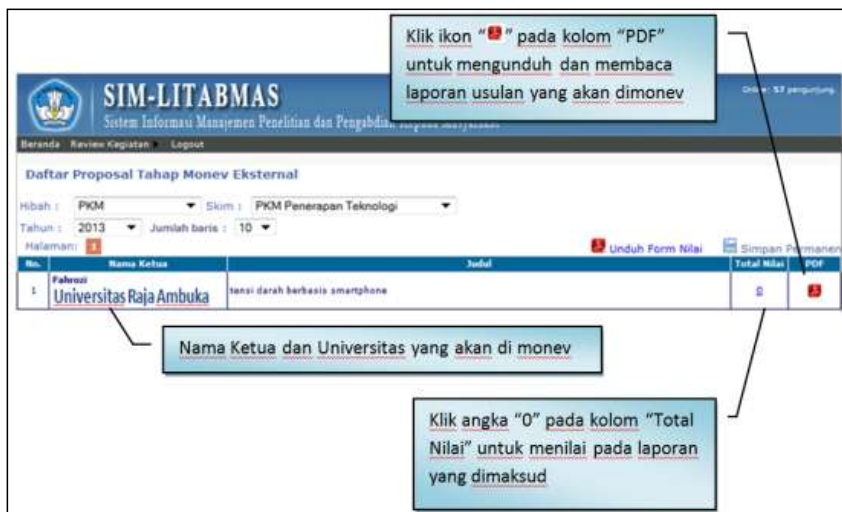 Klik ikon “ ” pada kolom “PDF”
untuk mengunduh dan membaca
laporan usulan yang akan dimonev
SIM-LITABMAS
Sistem Informasi Manajemen Penelitian dan Pengabdian Kepada Masyarakat
Online: 57 pengunjung
Beranda Review Kegiatan Logout
Daftar Proposal Tahap Monev Eksternal
Hibah : PKM Skim : PKM Penerapan Teknologi
Tahun : 2013 Jumlah baris : 10
Halaman: 1
Unduh Form Nilai Simpan Permanen
No. Nama Ketua Judul Total Nilai PDF
1 Fahrozi
Universitas Raja Ambuka tensi darah berbasis smartphone 0
Nama Ketua dan Universitas yang akan di monev
Klik angka “0” pada kolom “Total
Nilai” untuk menilai pada laporan
yang dimaksud